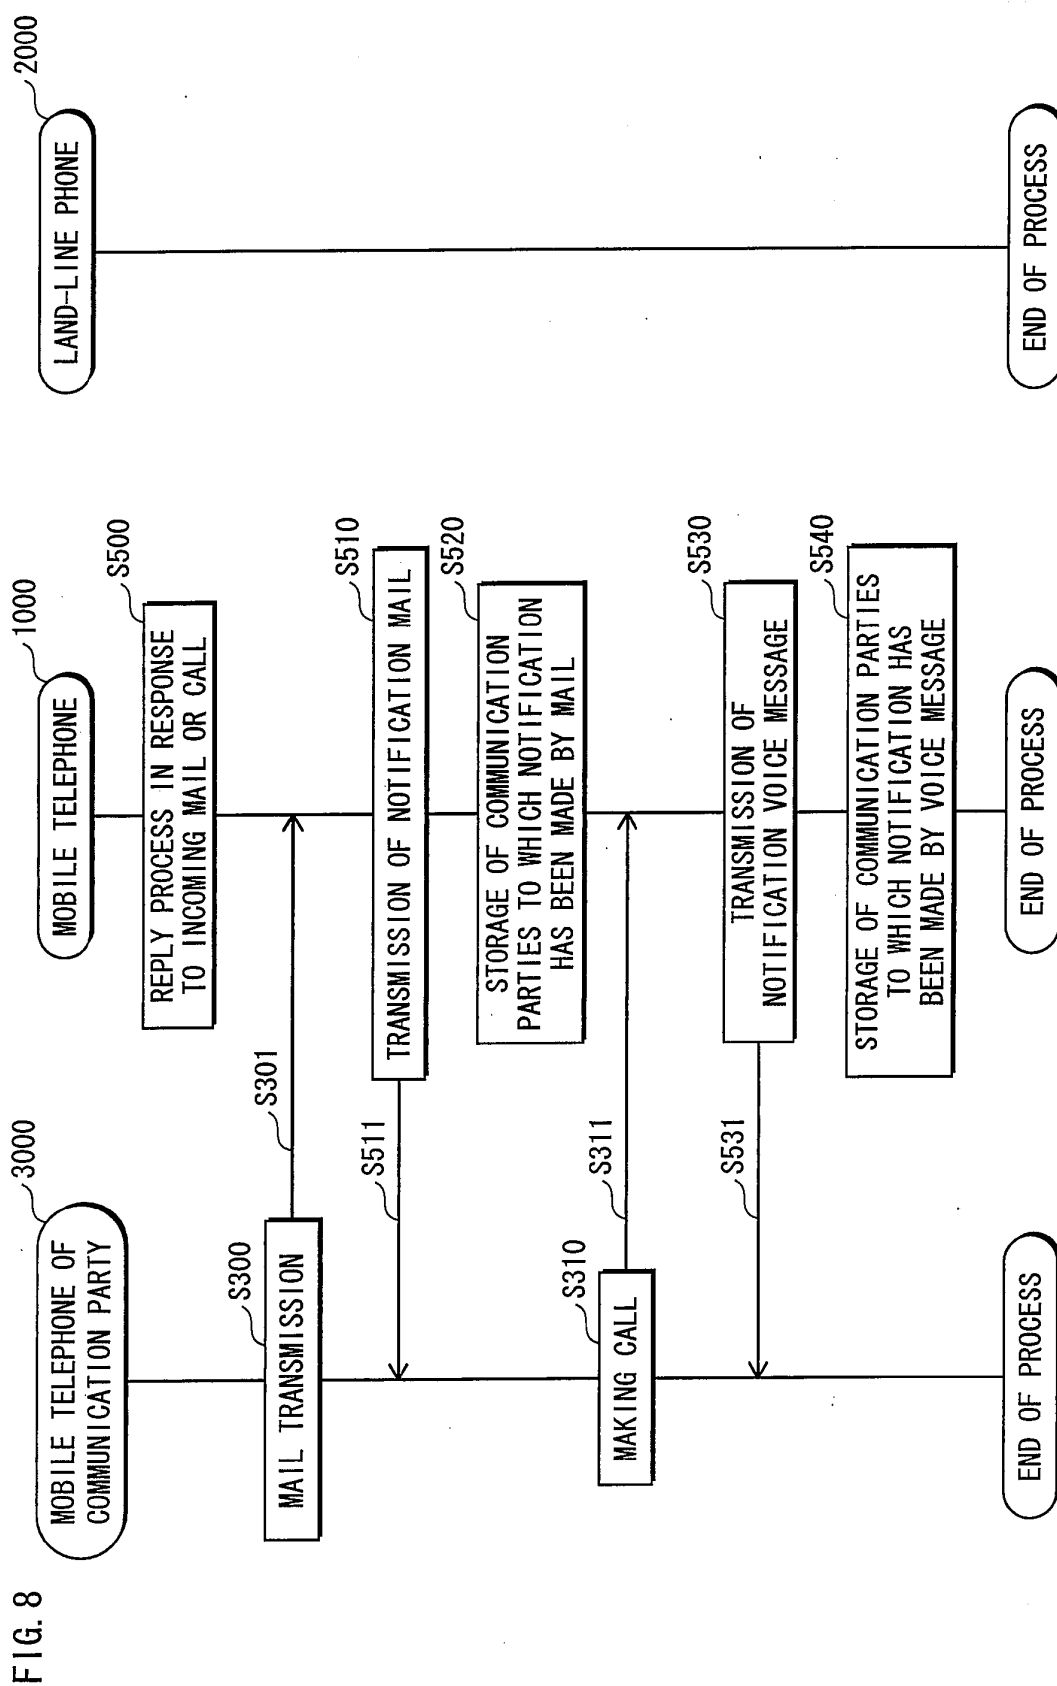 FIG. 8
3000
MOBILE TELEPHONE OF
COMMUNICATION PARTY
1000
MOBILE TELEPHONE
2000
LAND-LINE PHONE
S500
REPLY PROCESS IN RESPONSE
TO INCOMING MAIL OR CALL
S300
MAIL TRANSMISSION
S301
S510
TRANSMISSION OF NOTIFICATION MAIL
S511
S520
STORAGE OF COMMUNICATION
PARTIES TO WHICH NOTIFICATION
HAS BEEN MADE BY MAIL
S310
MAKING CALL
S311
S530
TRANSMISSION OF
NOTIFICATION VOICE MESSAGE
S531
S540
STORAGE OF COMMUNICATION PARTIES
TO WHICH NOTIFICATION HAS
BEEN MADE BY VOICE MESSAGE
END OF PROCESS
END OF PROCESS
END OF PROCESS